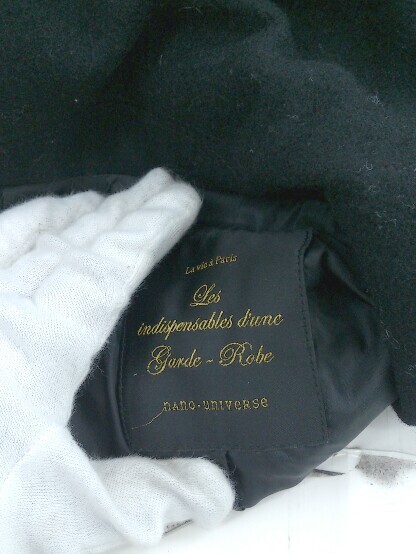 La vie à Paris
Les
indispensables d'une
Garde - Robe
nano·universe